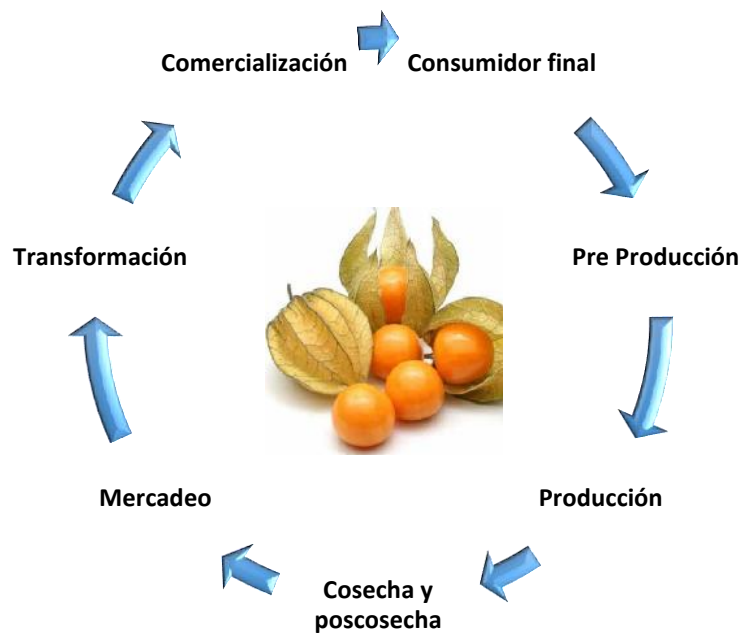 Comercialización
Consumidor final
Transformación
Pre Producción
Mercadeo
Producción
Cosecha y
poscosecha